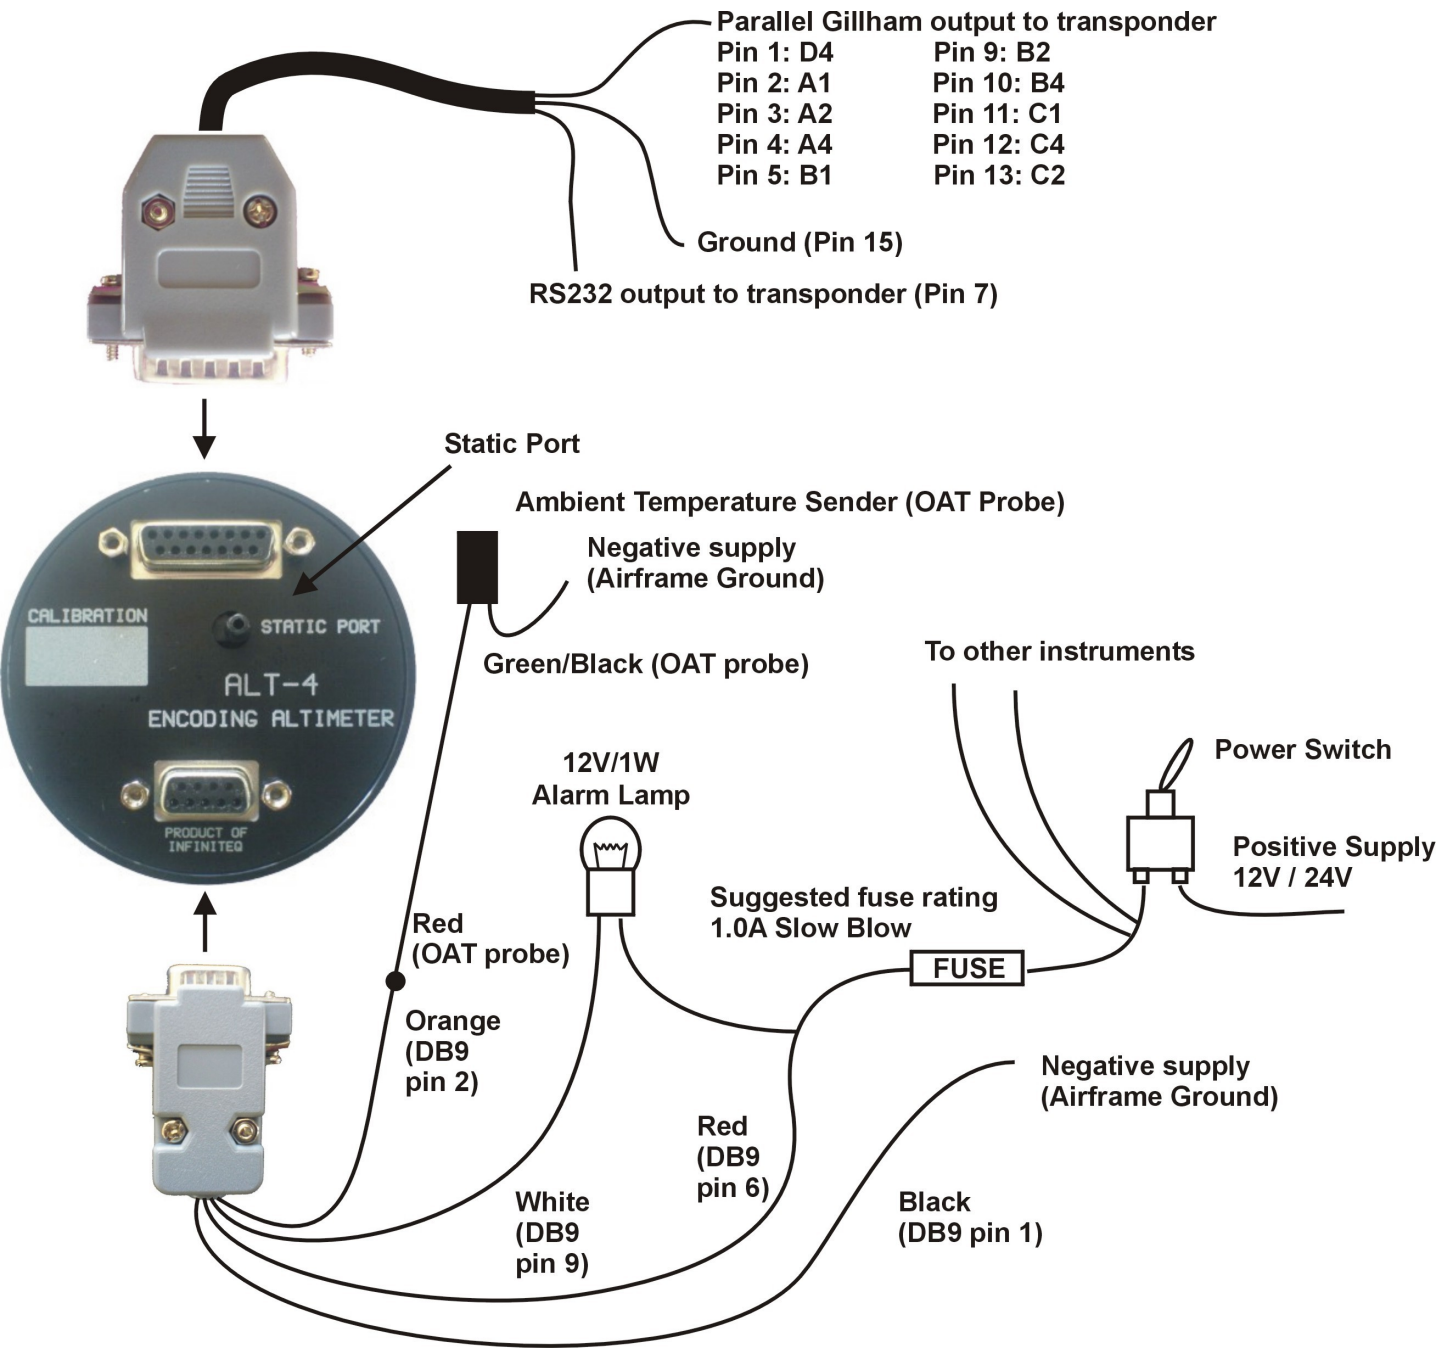 Parallel Gillham output to transponder
Pin 1: D4
Pin 9: B2
Pin 2: A1
Pin 10: B4
Pin 3: A2
Pin 11: C1
Pin 4: A4
Pin 12: C4
Pin 5: B1
Pin 13: C2
Ground (Pin 15)
RS232 output to transponder (Pin 7)
Static Port
Ambient Temperature Sender (OAT Probe)
Negative supply
(Airframe Ground)
CALIBRATION
STATIC PORT
ALT-4
ENCODING ALTIMETER
PRODUCT OF
INFINITEQ
Green/Black (OAT probe)
To other instruments
Power Switch
12V/1W
Alarm Lamp
Positive Supply
12V / 24V
Suggested fuse rating
1.0A Slow Blow
FUSE
Red
(OAT probe)
Orange
(DB9
pin 2)
Negative supply
(Airframe Ground)
Red
(DB9
pin 6)
White
(DB9
pin 9)
Black
(DB9 pin 1)